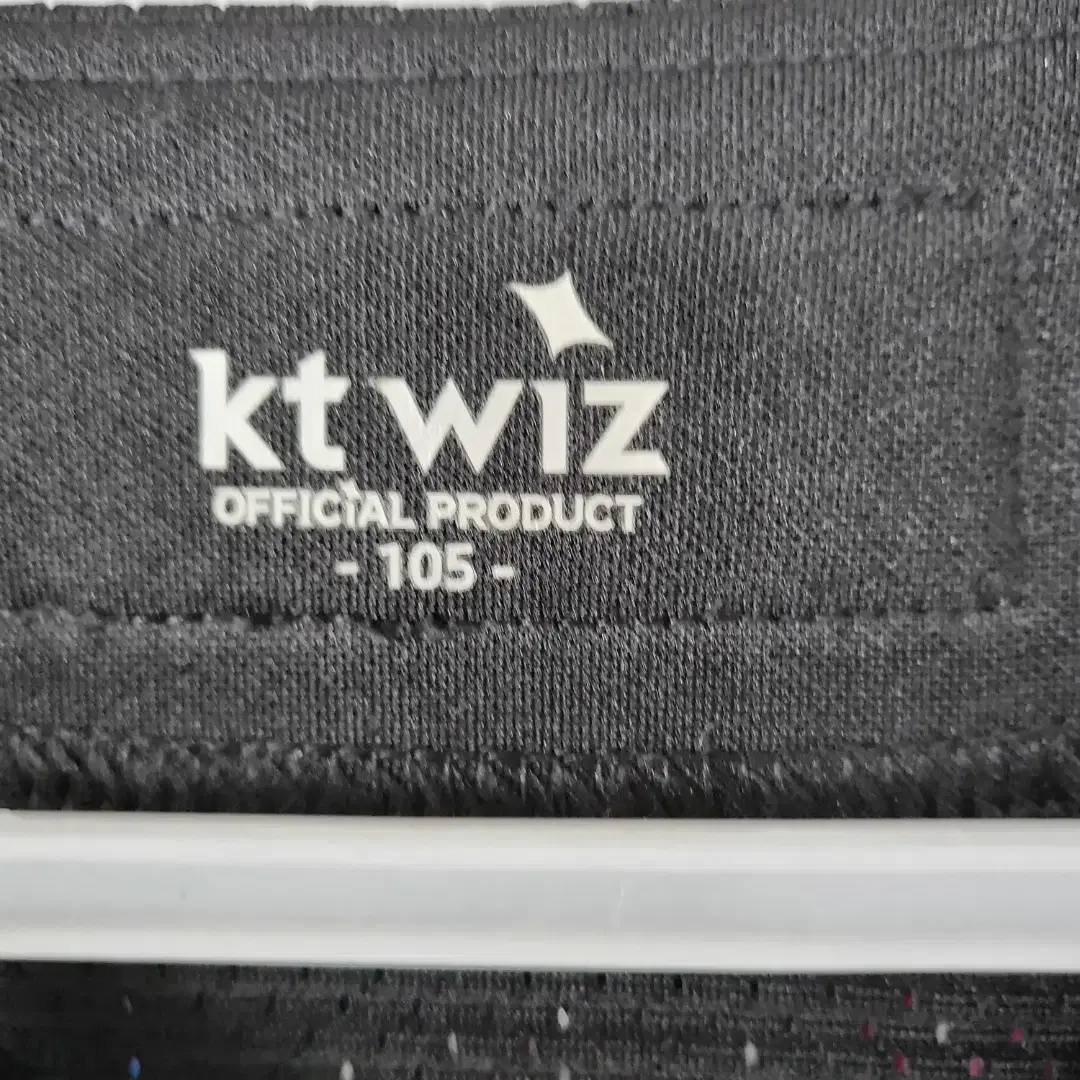 kt wiz
OFFICIAL PRODUCT
- 105 -